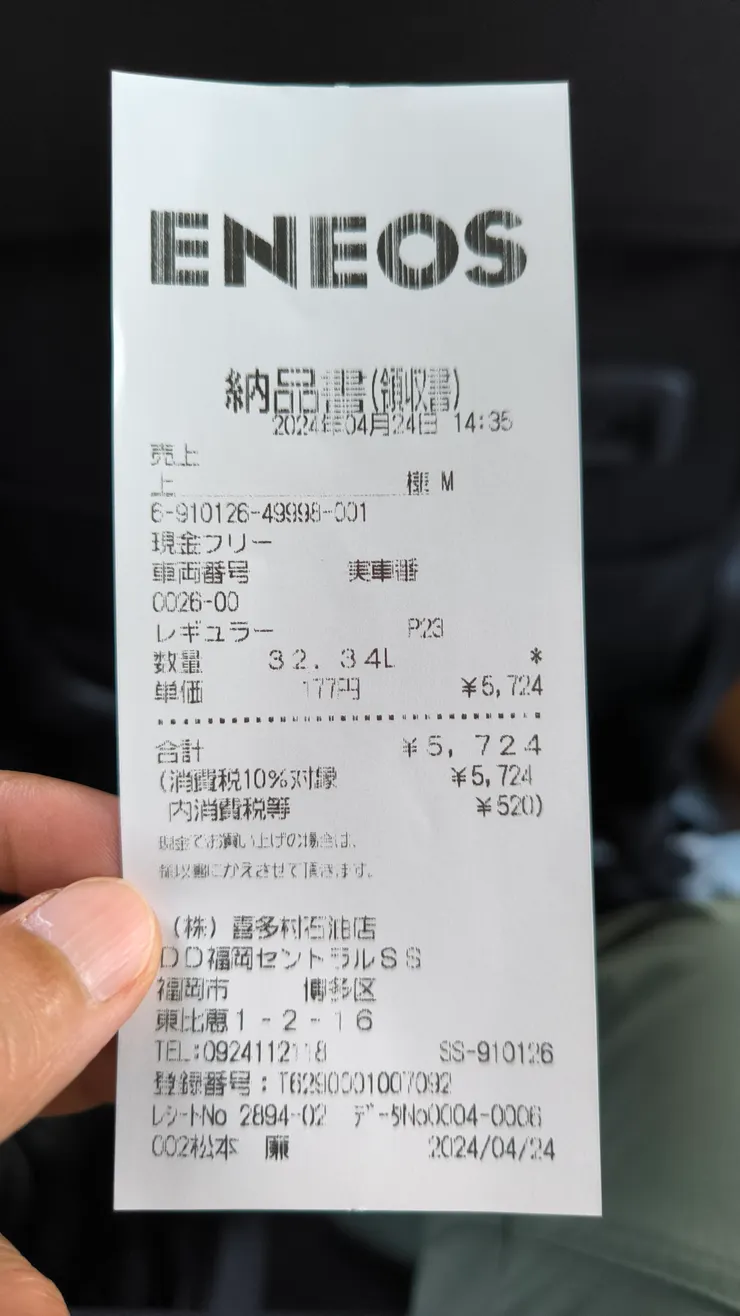 ENEOS
納品書(領収書)
2024年04月24日 14:35
売上
上 様 M
6-910126-49998-001
現金フリー
車両番号 実車番
0026-00
レギュラー P23
数量 32.34L *
単価 177円 ¥5,724
合計 ¥5,724
(消費税10%対象 ¥5,724
内消費税等 ¥520)
現金でお買い上げの場合は、
領収書にかえさせて頂きます。
(株)喜多村石油店
DD福岡セントラルSS
福岡市 博多区
東比恵1-2-16
TEL:0924112118 SS-910126
登録番号:T6290001007092
レシートNo 2894-02 データNo0004-0006
002松本 2024/04/24